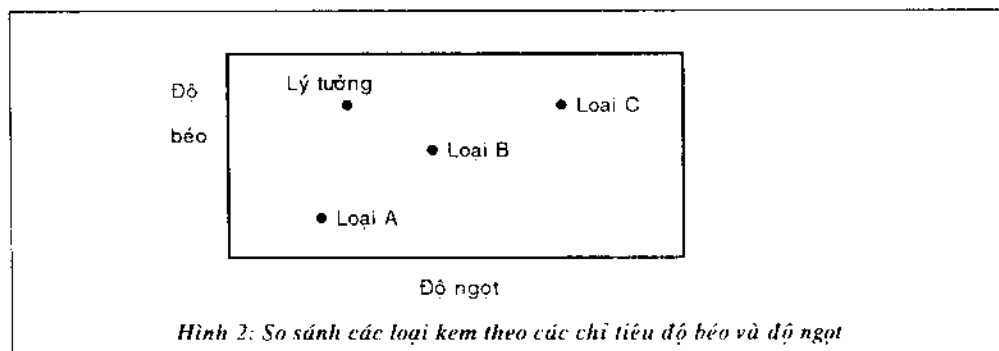 Lý tưởng
Độ
béo
Loai C
Loại B
Loại A
Độ ngọt
Hình 2: So sánh các loại kem theo các chỉ tiêu độ béo và độ ngọt